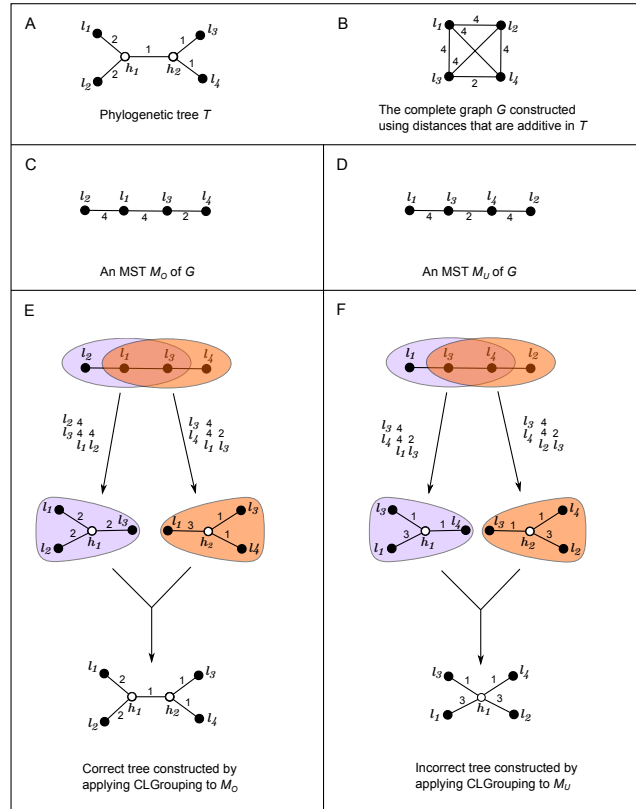 A
l1 2 1 1 l3
l2 2 h1 h2 1 l4
Phylogenetic tree T
B
l1 4 l2
4 4 4 4
l3 2 l4
The complete graph G constructed
using distances that are additive in T
C
l2 l1 l3 l4
4 4 2
An MST MO of G
D
l1 l3 l4 l2
4 2 4
An MST MU of G
E
l2 l1 l3 l4
l2 4
l3 4 4
l1 l2
l3 4
l4 4 2
l1 l3
l1 2 2 l3
l2 2 h1
l1 3 1 l3
h2 1 l4
l1 2 1 1 l3
l2 2 h1 h2 1 l4
Correct tree constructed by
applying CLGrouping to MO
F
l1 l3 l4 l2
l3 4
l4 4 2
l1 l3
l3 4
l4 4 2
l2 l3
l3 1 1 l4
l1 3 h1
l3 1 1 l4
h2 3 l2
l3 1 1 l4
l1 3 h1 3 l2
Incorrect tree constructed by
applying CLGrouping to MU